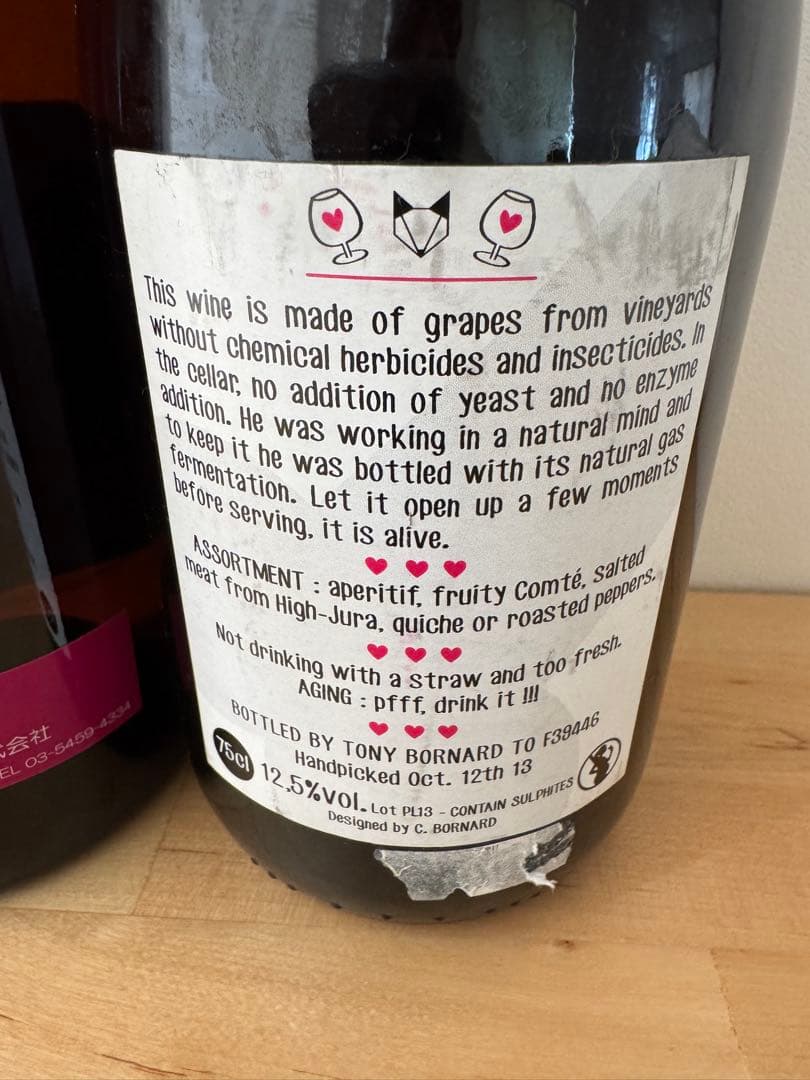 This wine is made of grapes from vineyards
without chemical herbicides and insecticides. In
the cellar, no addition of yeast and no enzyme
addition. He was working in a natural mind and
to keep it he was bottled with its natural gas
fermentation. Let it open up a few moments
before serving, it is alive.
ASSORTMENT : aperitif, fruity Comté, salted
meat from High-Jura, quiche or roasted peppers.
Not drinking with a straw and too fresh.
AGING : pfff, drink it !!!
BOTTLED BY TONY BORNARD TO F39446
Handpicked Oct. 12th 13
75cl
12,5%vol. Lot PL13 - CONTAIN SULPHITES
Designed by C. BORNARD
式会社
TEL 03-5459-4334